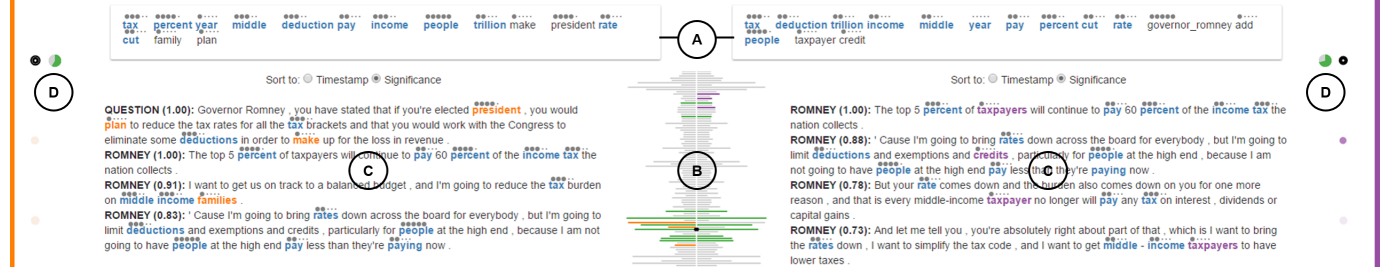 tax percent year middle deduction pay income people trillion make president rate
cut family plan
A
tax deduction trillion income middle year pay percent cut rate governor_romney add
people taxpayer credit
D
Sort to: Timestamp Significance
QUESTION (1.00): Governor Romney , you have stated that if you're elected president , you would
plan to reduce the tax rates for all the tax brackets and that you would work with the Congress to
eliminate some deductions in order to make up for the loss in revenue .
ROMNEY (1.00): The top 5 percent of taxpayers will continue to pay 60 percent of the income tax the
nation collects .
ROMNEY (0.91): I want to get us on track to a balanced budget , and I'm going to reduce the tax burden
on middle income families .
ROMNEY (0.83): ' Cause I'm going to bring rates down across the board for everybody , but I'm going to
limit deductions and exemptions and credits , particularly for people at the high end , because I am not
going to have people at the high end pay less than they're paying now .
C
B
Sort to: Timestamp Significance
D
ROMNEY (1.00): The top 5 percent of taxpayers will continue to pay 60 percent of the income tax the
nation collects .
ROMNEY (0.88): ' Cause I'm going to bring rates down across the board for everybody , but I'm going to
limit deductions and exemptions and credits , particularly for people at the high end , because I am
not going to have people at the high end pay less than they're paying now .
ROMNEY (0.78): But your rate comes down and the burden also comes down on you for one more
reason , and that is every middle-income taxpayer no longer will pay any tax on interest , dividends or
capital gains .
ROMNEY (0.73): And let me tell you , you're absolutely right about part of that , which is I want to bring
the rates down , I want to simplify the tax code , and I want to get middle - income taxpayers to have
lower taxes .
C